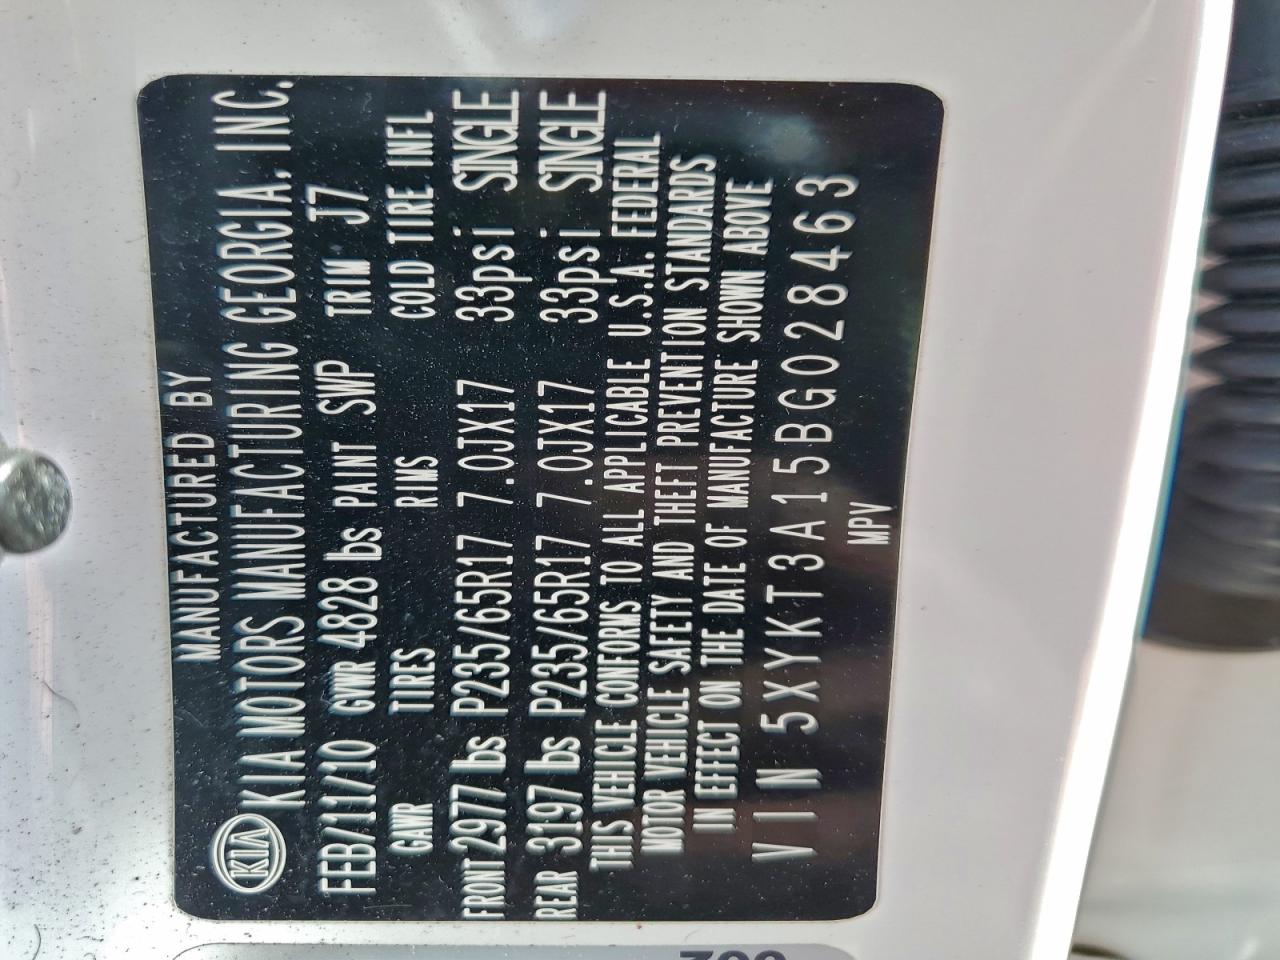 MANUFACTURED BY
KIA KIA MOTORS MANUFACTURING GEORGIA, INC,
FEB/11/10 GVWR 4828 lbs PAINT SWP TRIM J7
GAWR TIRES RIMS COLD TIRE INFL
FRONT 2977 lbs P235/65R17 7.0JX17 33psi SINGLE
REAR 3197 lbs P235/65R17 7.0JX17 33psi SINGLE
THIS VEHICLE CONFORMS TO ALL APPLICABLE U.S.A. FEDERAL
MOTOR VEHICLE SAFETY AND THEFT PREVENTION STANDARDS
IN EFFECT ON THE DATE OF MANUFACTURE SHOWN ABOVE
VIN 5XYKT3A15BG028463
MPV